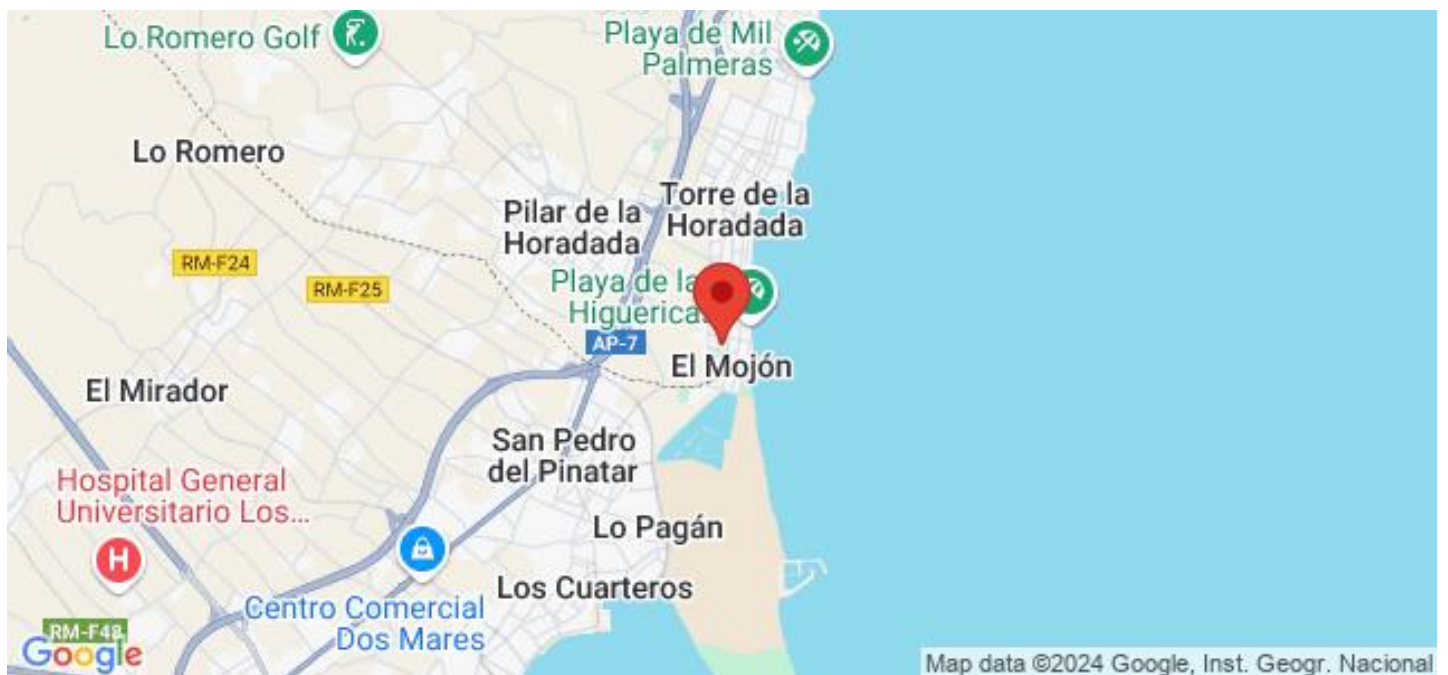 Lo Romero Golf
Playa de Mil
Palmeras
Lo Romero
Torre de la
Horadada
Pilar de la
Horadada
RM-F24
RM-F25
Playa de la
Higuerica
AP-7
El Mojón
El Mirador
San Pedro
del Pinatar
Hospital General
Universitario Los...
H
Lo Pagán
Los Cuarteros
Centro Comercial
Dos Mares
RM-F48
Google
Map data ©2024 Google, Inst. Geogr. Nacional